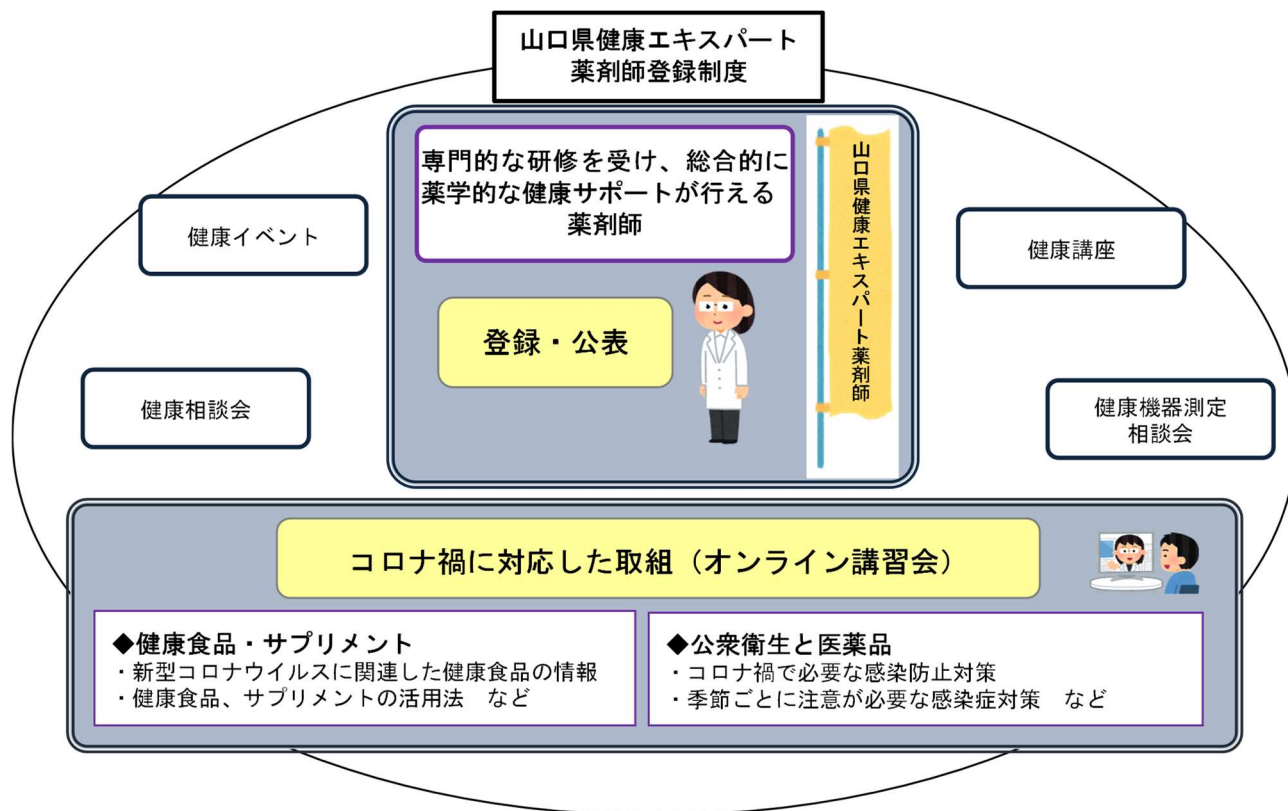 山口県健康エキスパート
薬剤師登録制度
専門的な研修を受け、総合的に
薬学的な健康サポートが行える
薬剤師
山口県健康エキスパート薬剤師
登録・公表
健康イベント
健康講座
健康相談会
健康機器測定
相談会
コロナ禍に対応した取組（オンライン講習会）
◆健康食品・サプリメント
・新型コロナウイルスに関連した健康食品の情報
・健康食品、サプリメントの活用法　など
◆公衆衛生と医薬品
・コロナ禍で必要な感染防止対策
・季節ごとに注意が必要な感染症対策　など